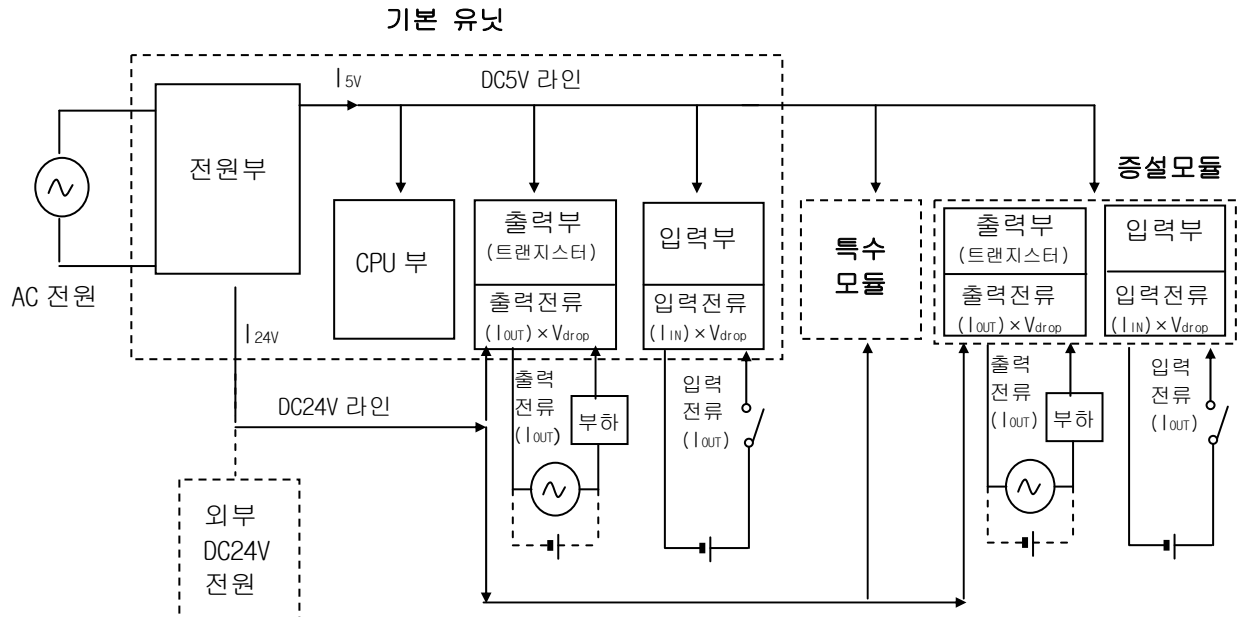 기본 유닛
I5V
DC5V 라인
전원부
AC 전원
CPU 부
출력부
(트랜지스터)
출력전류
(IOUT)×Vdrop
입력부
입력전류
(IIN)×Vdrop
특수
모듈
증설모듈
출력부
(트랜지스터)
출력전류
(IOUT)×Vdrop
입력부
입력전류
(IIN)×Vdrop
I24V
DC24V 라인
출력
전류
(IOUT)
부하
입력
전류
(IOUT)
출력
전류
(IOUT)
부하
입력
전류
(IOUT)
외부
DC24V
전원